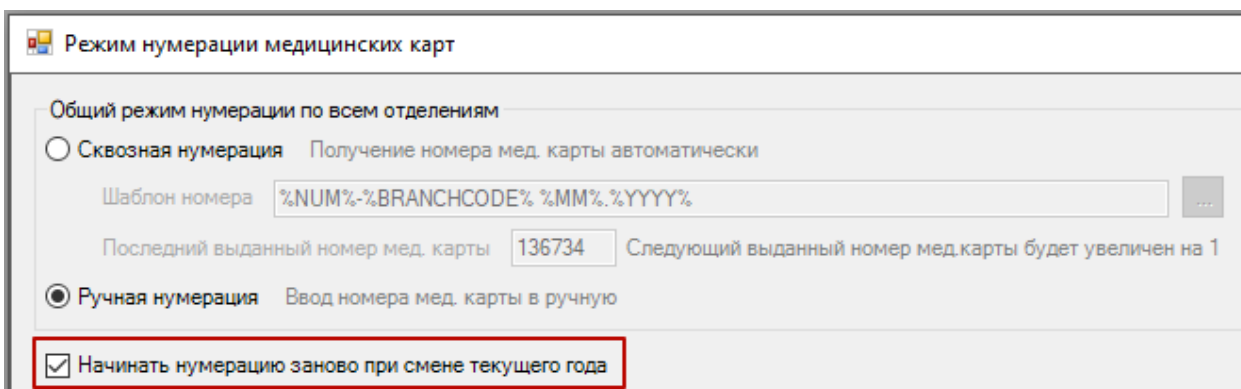 Режим нумерации медицинских карт
Общий режим нумерации по всем отделениям
Сквозная нумерация Получение номера мед. карты автоматически
Шаблон номера %NUM%-%BRANCHCODE% %MM%.%YYYY% ...
Последний выданный номер мед. карты 136734 Следующий выданный номер мед.карты будет увеличен на 1
Ручная нумерация Ввод номера мед. карты в ручную
Начинать нумерацию заново при смене текущего года